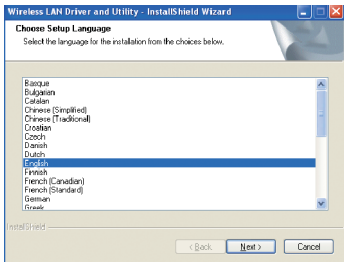 Wireless LAN Driver and Utility - InstallShield Wizard
Choose Setup Language
Select the language for the installation from the choices below.
Basque
Bulgarian
Catalan
Chinese (Simplified)
Chinese (Traditional)
Croatian
Czech
Danish
Dutch
English
Finnish
French (Canadian)
French (Standard)
German
Greek
InstallShield
< Back
Next >
Cancel